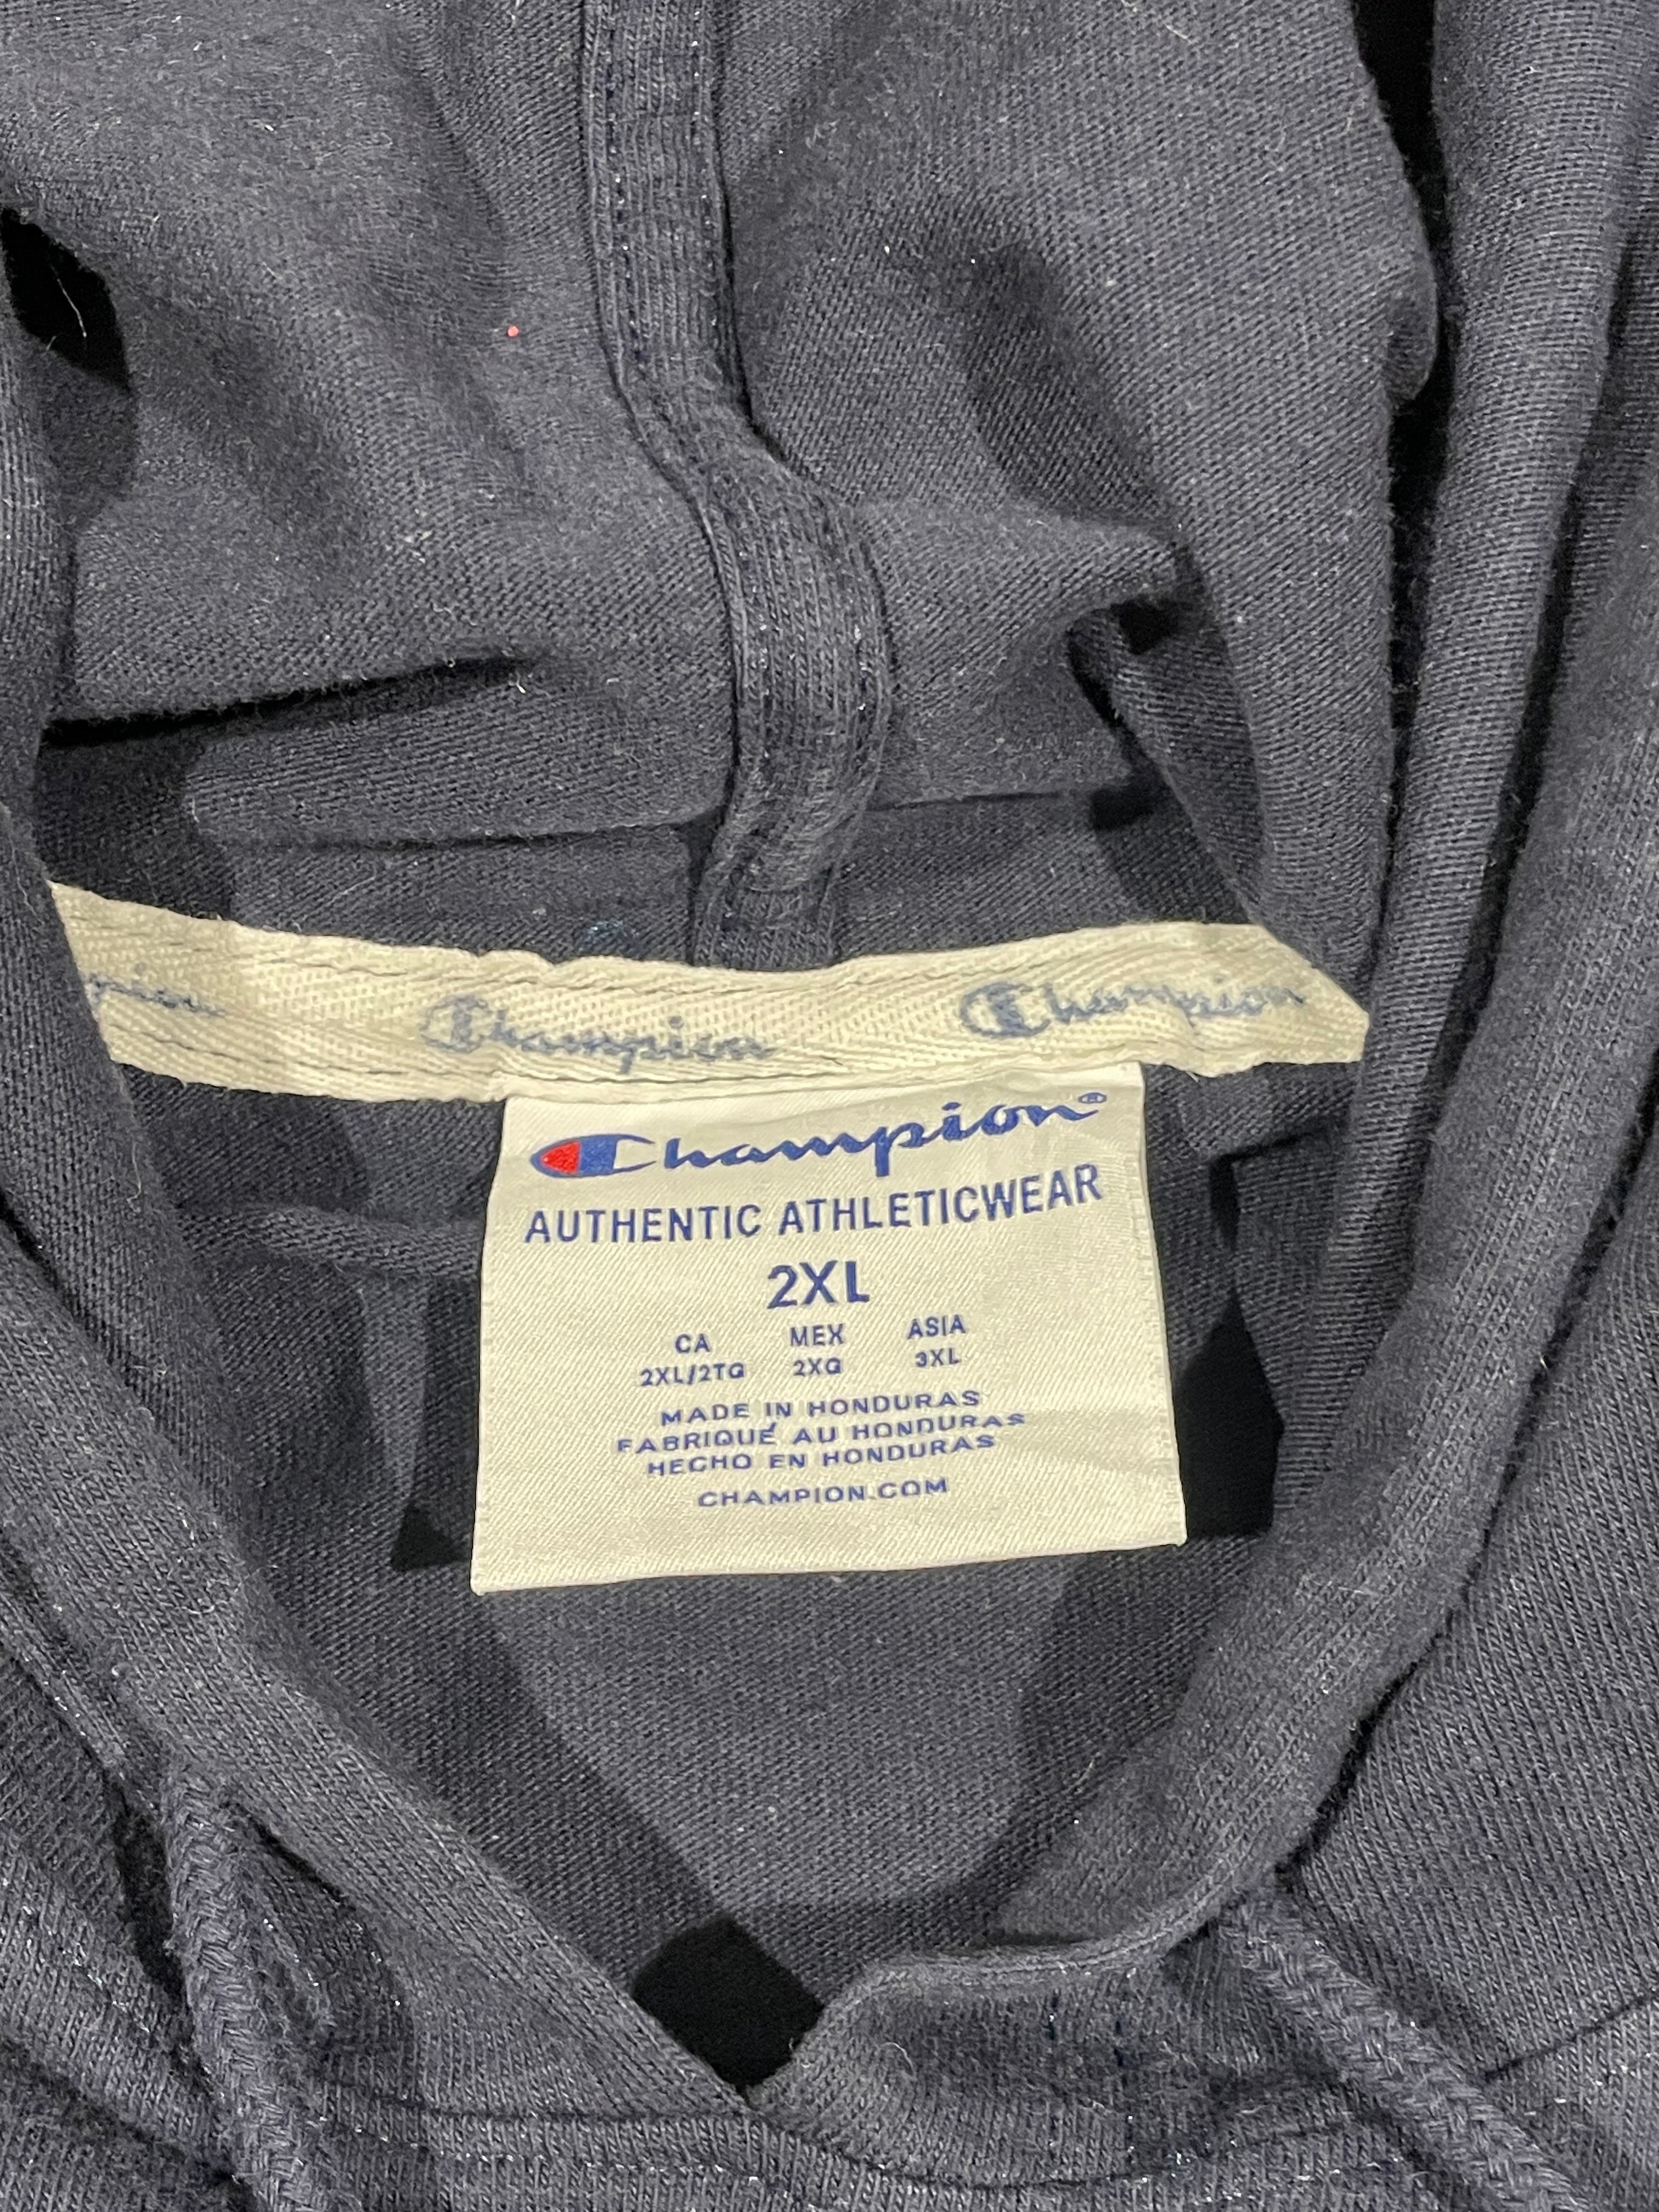 Champion Champion
Champion®
AUTHENTIC ATHLETICWEAR
2XL
CA MEX ASIA
2XL/2TG 2XG 3XL
MADE IN HONDURAS
FABRIQUÉ AU HONDURAS
HECHO EN HONDURAS
CHAMPION.COM